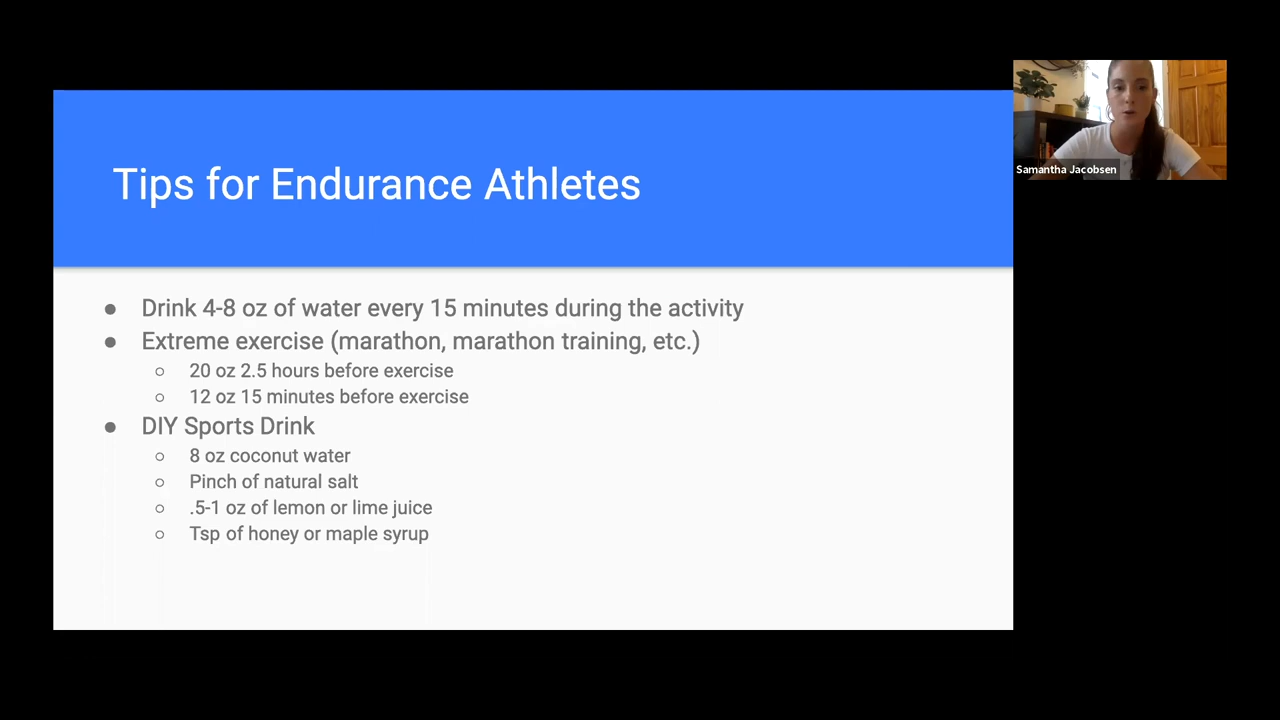 Tips for Endurance Athletes
● Drink 4-8 oz of water every 15 minutes during the activity
● Extreme exercise (marathon, marathon training, etc.)
○ 20 oz 2.5 hours before exercise
○ 12 oz 15 minutes before exercise
● DIY Sports Drink
○ 8 oz coconut water
○ Pinch of natural salt
○ .5-1 oz of lemon or lime juice
○ Tsp of honey or maple syrup
Samantha Jacobsen